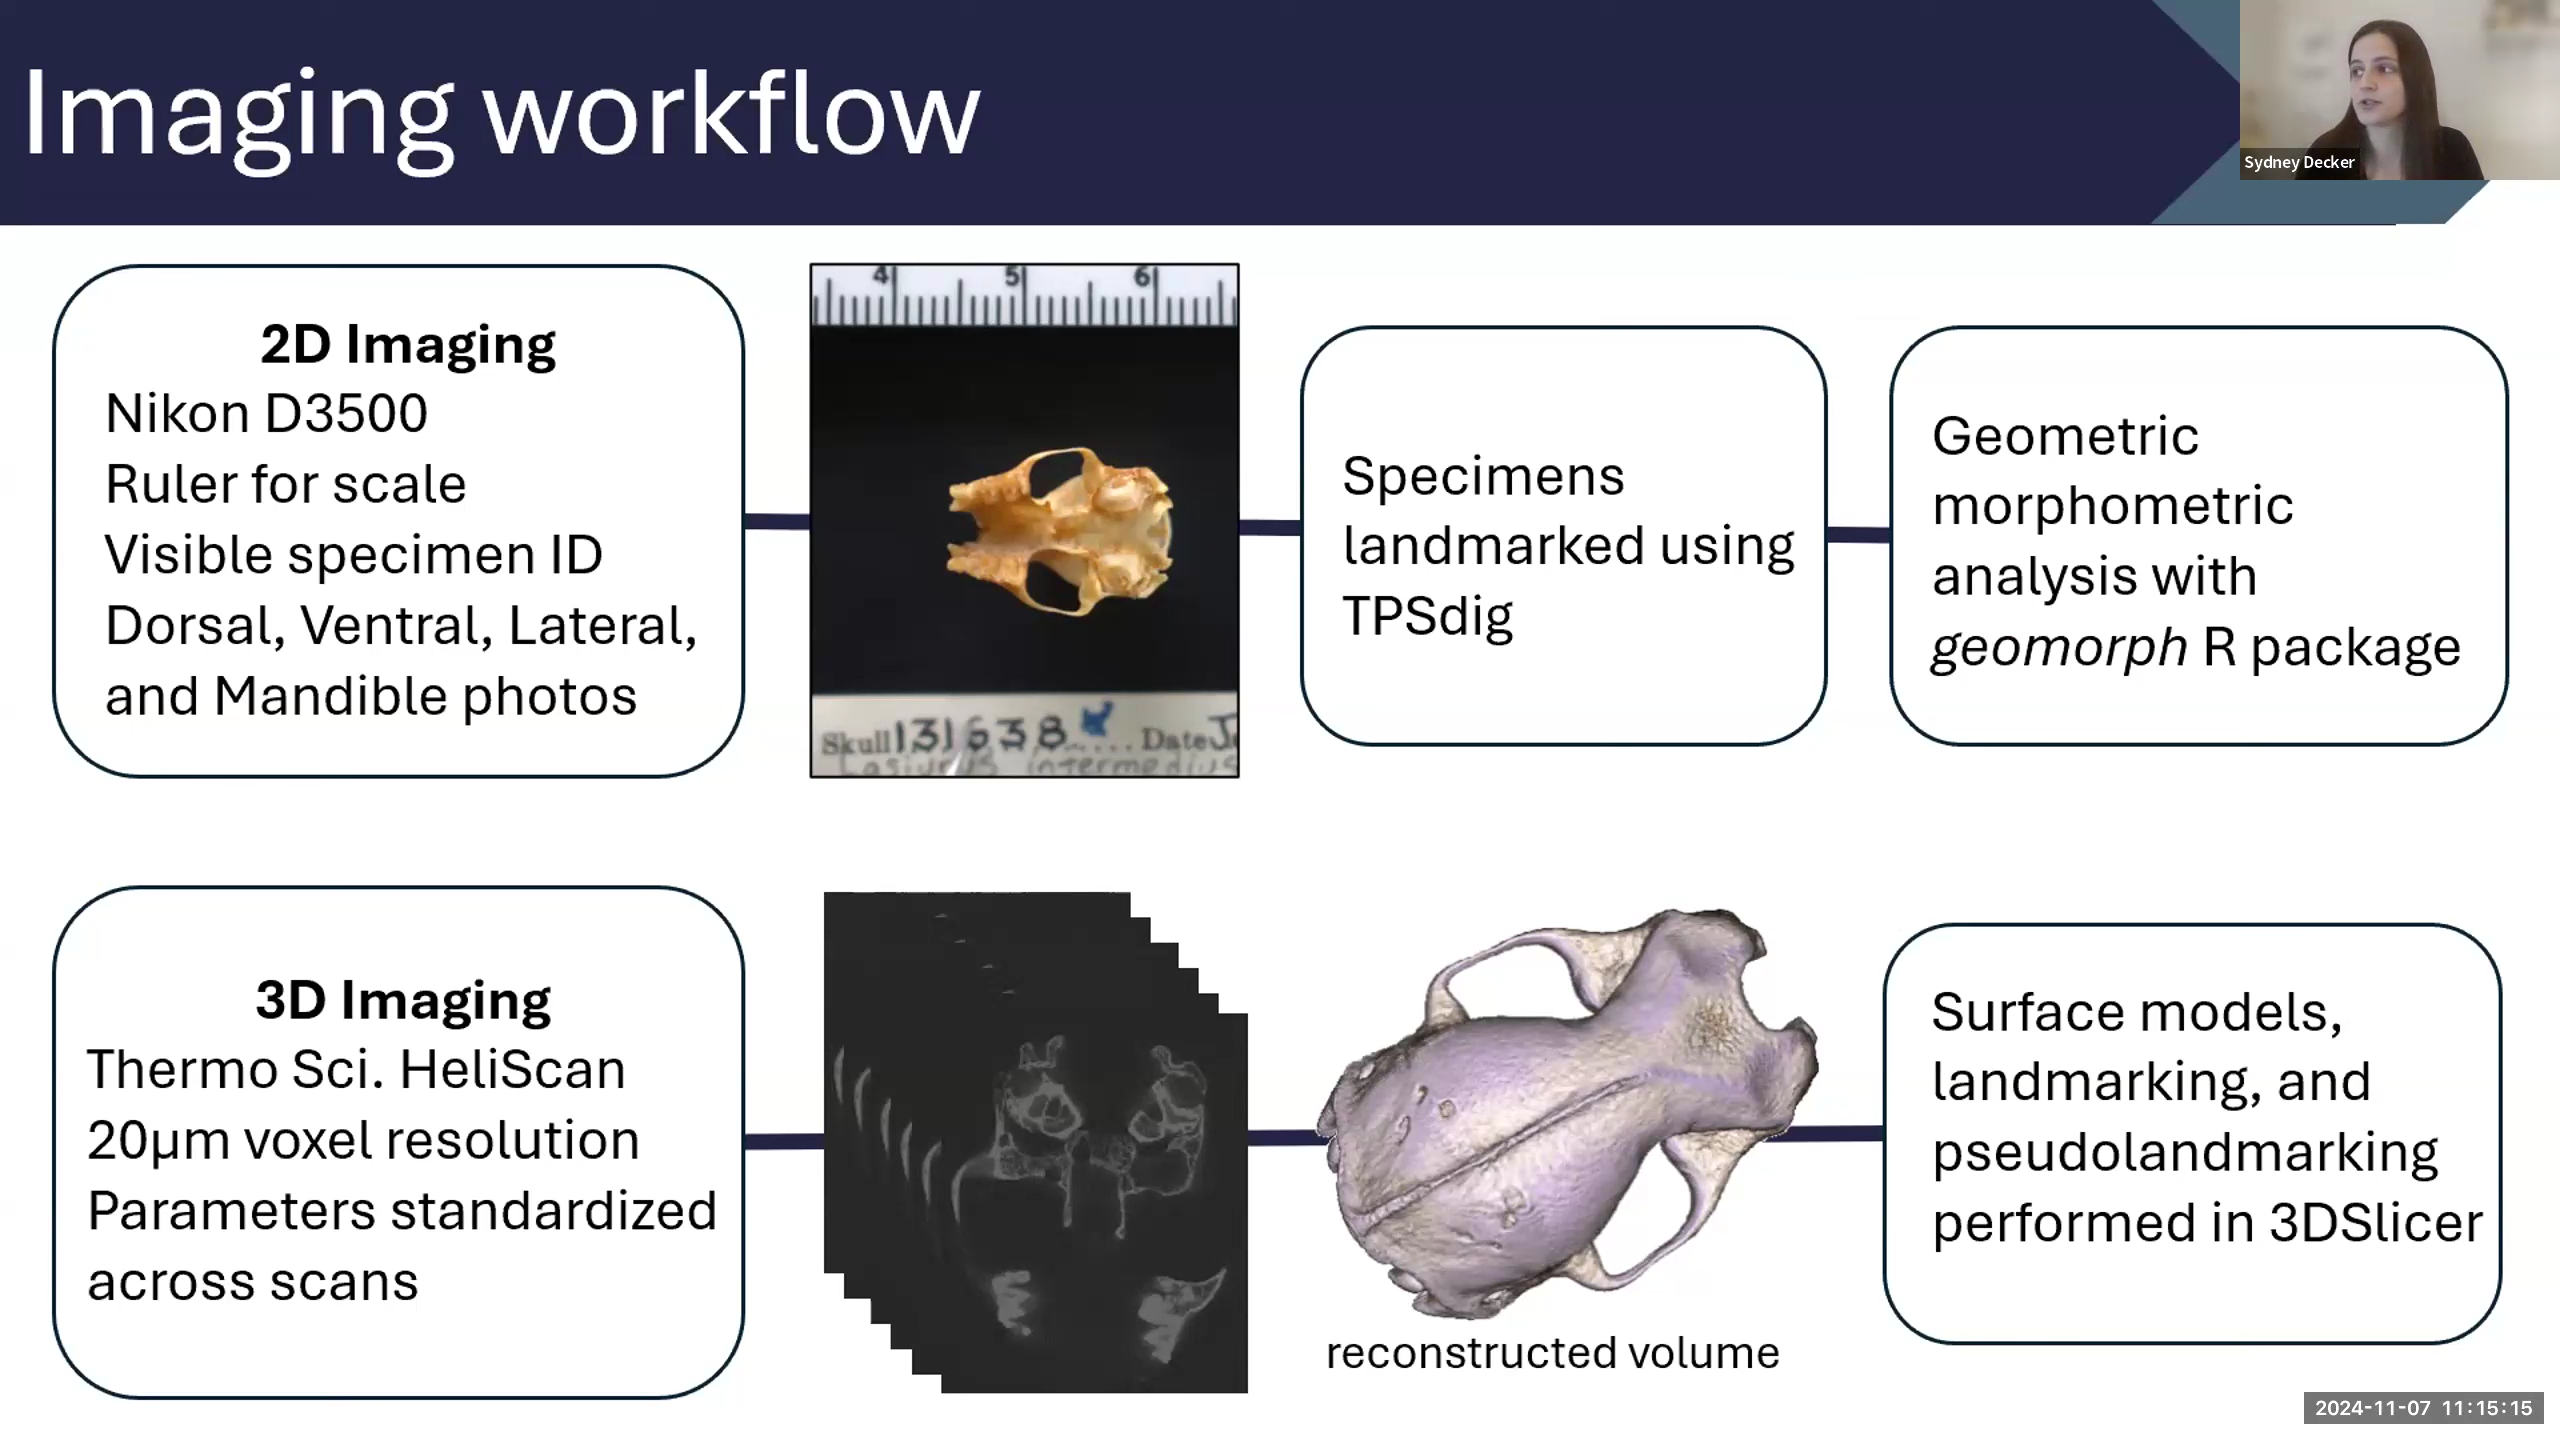 Imaging workflow
Sydney Decker
2D Imaging
Nikon D3500
Ruler for scale
Visible specimen ID
Dorsal, Ventral, Lateral,
and Mandible photos
4 5 6
Skull 131638 Date
Lasiurus intermedius
Specimens
landmarked using
TPSdig
Geometric
morphometric
analysis with
geomorph R package
3D Imaging
Thermo Sci. HeliScan
20µm voxel resolution
Parameters standardized
across scans
reconstructed volume
Surface models,
landmarking, and
pseudolandmarking
performed in 3DSlicer
2024-11-07 11:15:15